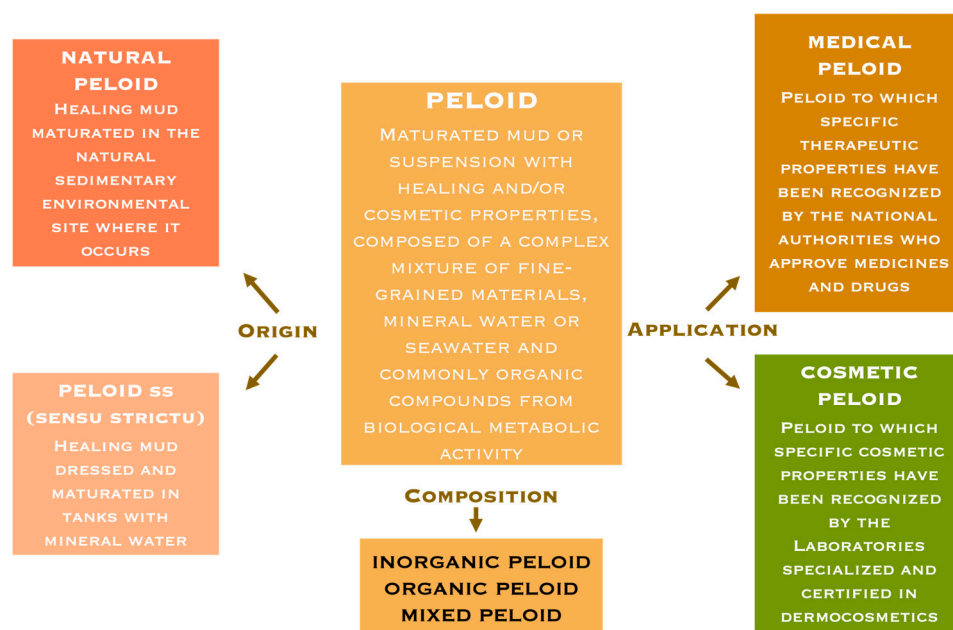 NATURAL
PELOID
HEALING MUD
MATURATED IN THE
NATURAL
SEDIMENTARY
ENVIRONMENTAL
SITE WHERE IT
OCCURS
ORIGIN
PELOID SS
(SENSU STRICTU)
HEALING MUD
DRESSED AND
MATURATED IN
TANKS WITH
MINERAL WATER
PELOID
MATURATED MUD OR
SUSPENSION WITH
HEALING AND/OR
COSMETIC PROPERTIES,
COMPOSED OF A COMPLEX
MIXTURE OF FINE-
GRAINED MATERIALS,
MINERAL WATER OR
SEAWATER AND
COMMONLY ORGANIC
COMPOUNDS FROM
BIOLOGICAL METABOLIC
ACTIVITY
COMPOSITION
INORGANIC PELOID
ORGANIC PELOID
MIXED PELOID
APPLICATION
MEDICAL
PELOID
PELOID TO WHICH
SPECIFIC
THERAPEUTIC
PROPERTIES HAVE
BEEN RECOGNIZED
BY THE NATIONAL
AUTHORITIES WHO
APPROVE MEDICINES
AND DRUGS
COSMETIC
PELOID
PELOID TO WHICH
SPECIFIC COSMETIC
PROPERTIES HAVE
BEEN RECOGNIZED
BY THE
LABORATORIES
SPECIALIZED AND
CERTIFIED IN
DERMOCOSMETICS